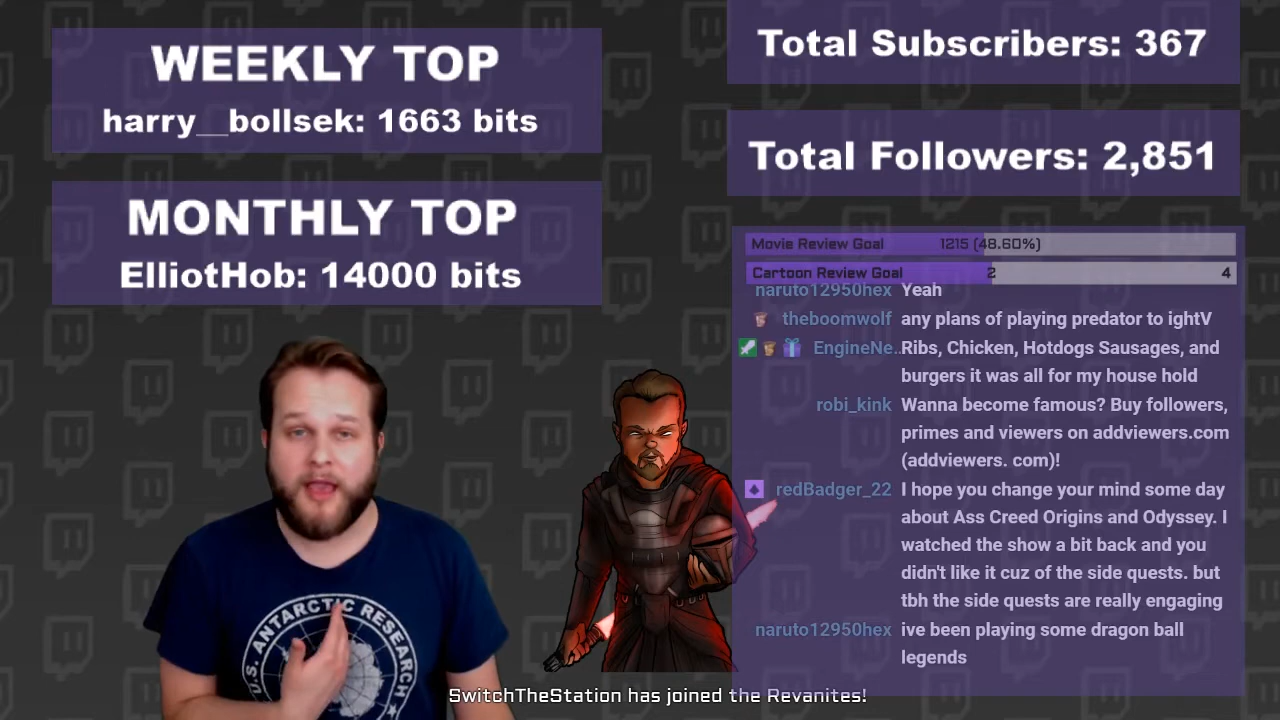 WEEKLY TOP
harry__bollsek: 1663 bits
MONTHLY TOP
ElliotHob: 14000 bits
Total Subscribers: 367
Total Followers: 2,851
Movie Review Goal 1215 (48.60%)
Cartoon Review Goal 2 4
naruto12950hex Yeah
theboomwolf any plans of playing predator to ightV
EngineNe.. Ribs, Chicken, Hotdogs Sausages, and
burgers it was all for my house hold
robi_kink Wanna become famous? Buy followers,
primes and viewers on addviewers.com
(addviewers. com)!
redBadger_22 I hope you change your mind some day
about Ass Creed Origins and Odyssey. I
watched the show a bit back and you
didn't like it cuz of the side quests. but
tbh the side quests are really engaging
naruto12950hex ive been playing some dragon ball
legends
U.S. ANTARCTIC RESEARCH
SwitchTheStation has joined the Revanites!